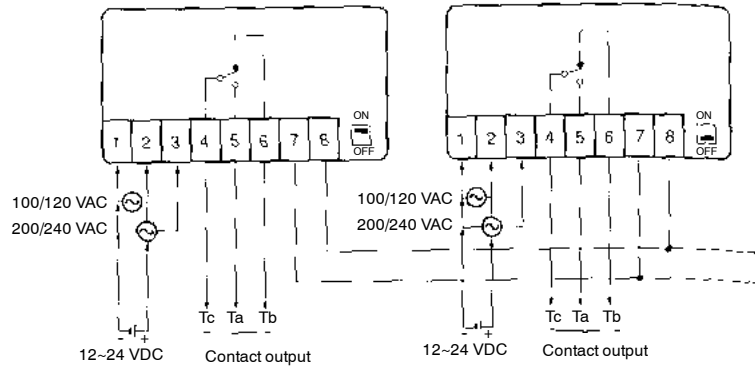 ON
1 2 3 4 5 6 7 8
OFF
100/120 VAC
200/240 VAC
Tc Ta Tb
- +
12~24 VDC
Contact output
ON
1 2 3 4 5 6 7 8
OFF
100/120 VAC
200/240 VAC
Tc Ta Tb
- +
12~24 VDC
Contact output